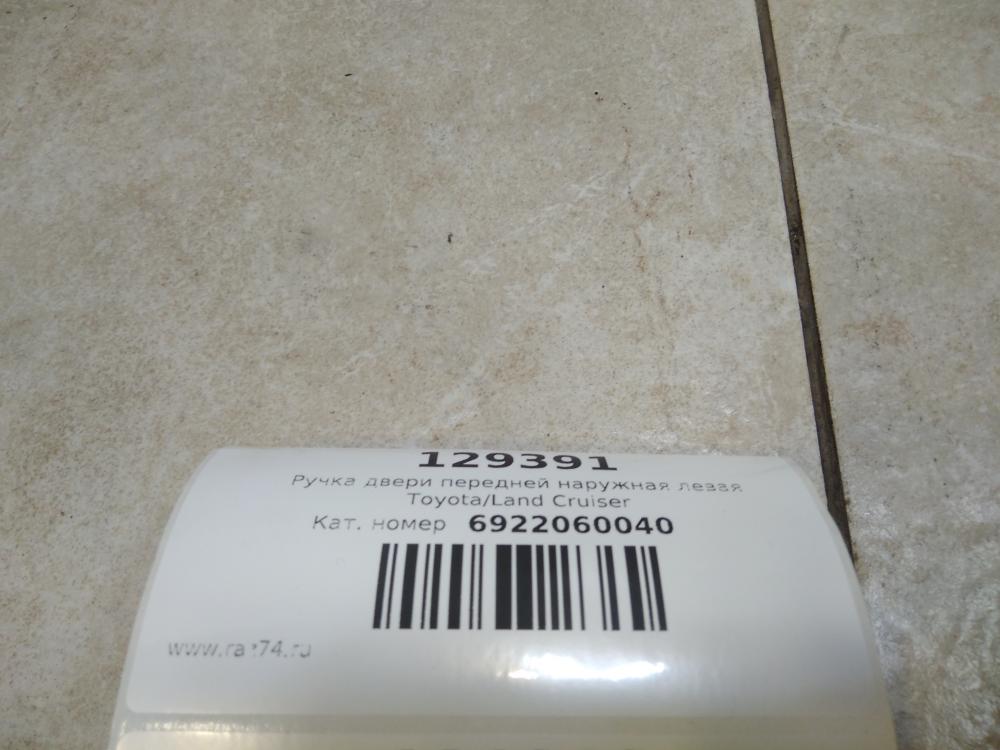 129391
Ручка двери передней наружная левая
Toyota/Land Cruiser
Кат. номер 6922060040